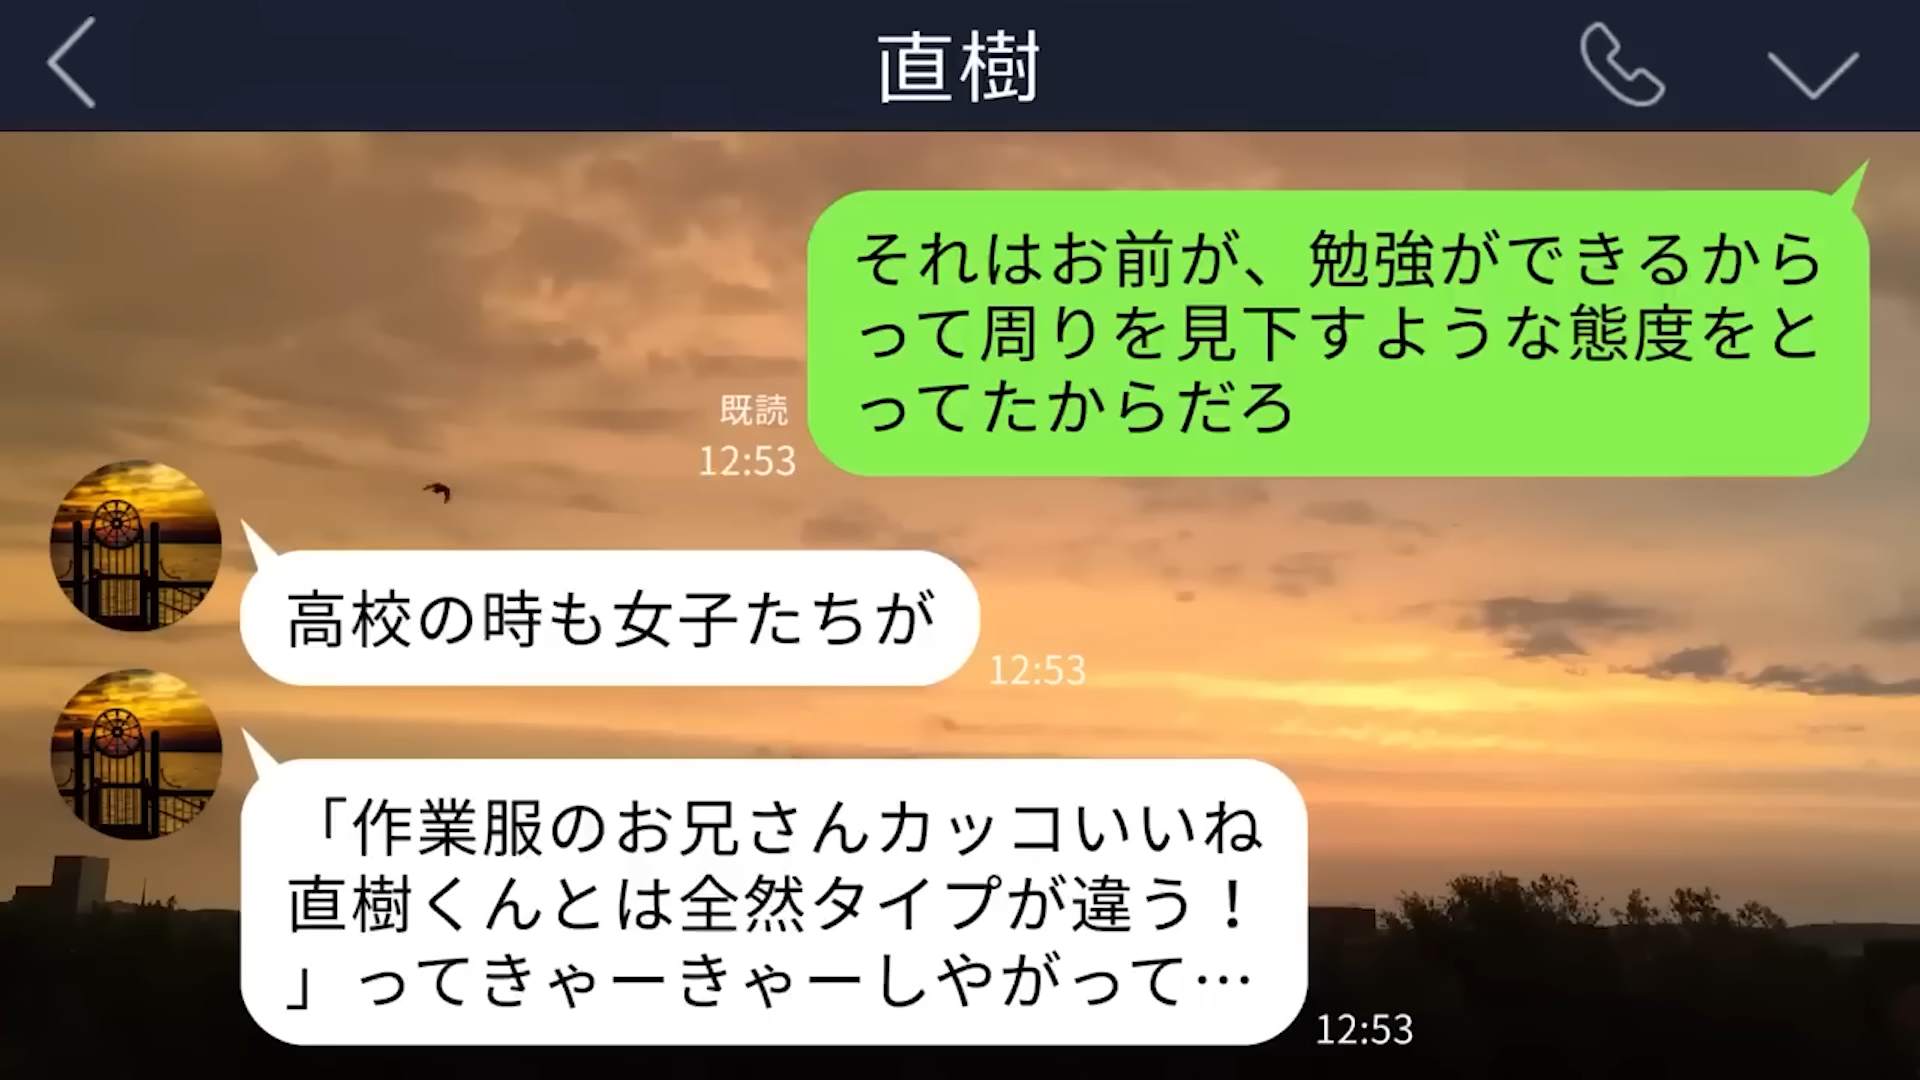 直樹
それはお前が、勉強ができるから
って周りを見下すような態度をと
ってたからだろ
既読
12:53
高校の時も女子たちが
12:53
「作業服のお兄さんカッコいいね
直樹くんとは全然タイプが違う！
」ってきゃーきゃーしやがって…
12:53